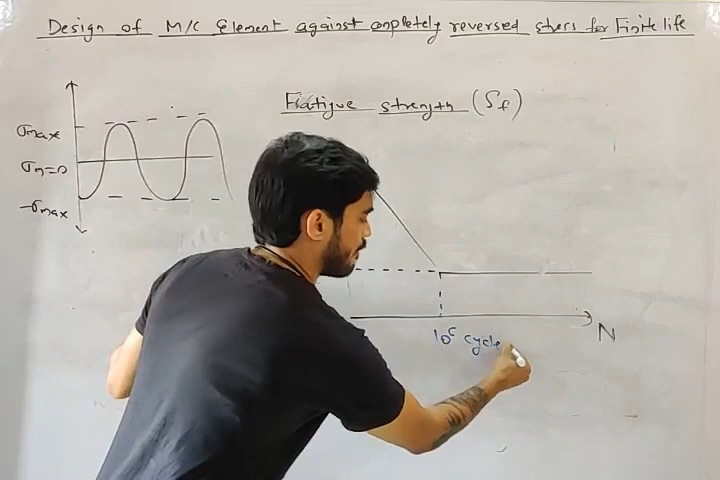 Design of M/C Element against completely reversed stress for Finite life
Fatigue strength (Sf)
σmax
σm=0
-σmax
N
10⁶ cycle